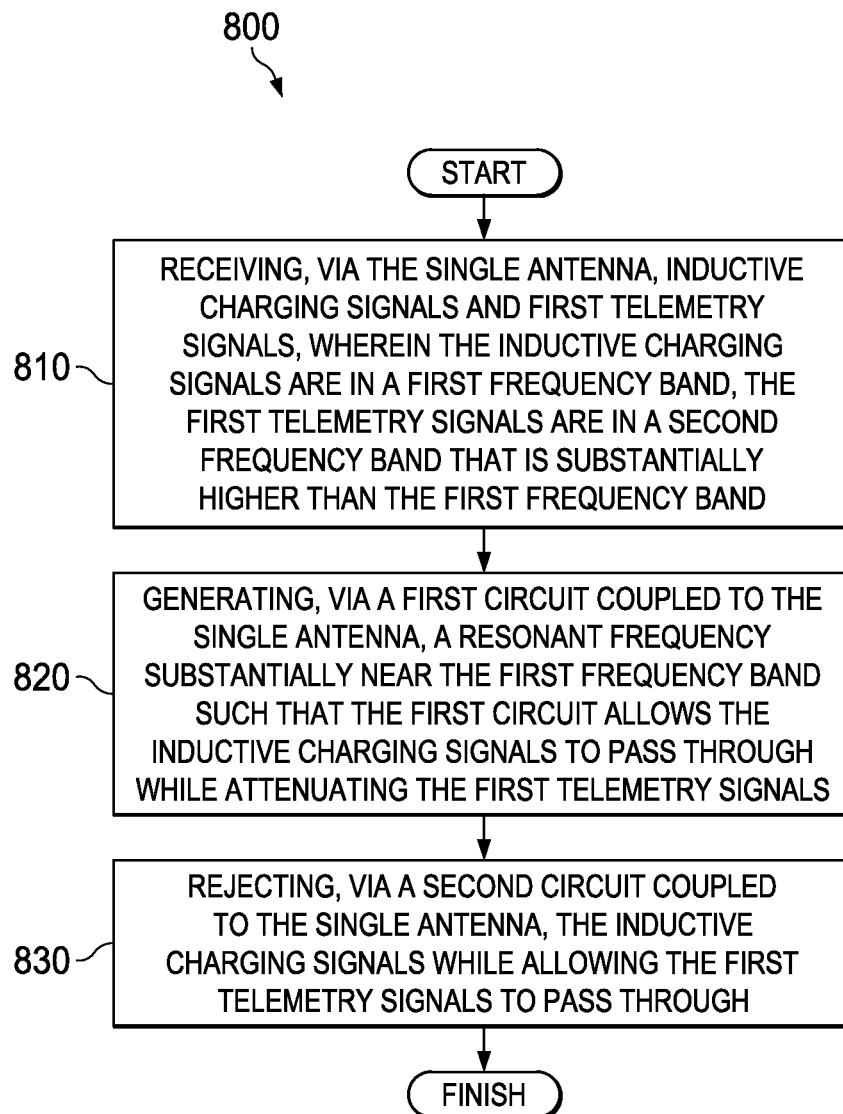 800
START
810
RECEIVING, VIA THE SINGLE ANTENNA, INDUCTIVE
CHARGING SIGNALS AND FIRST TELEMETRY
SIGNALS, WHEREIN THE INDUCTIVE CHARGING
SIGNALS ARE IN A FIRST FREQUENCY BAND, THE
FIRST TELEMETRY SIGNALS ARE IN A SECOND
FREQUENCY BAND THAT IS SUBSTANTIALLY
HIGHER THAN THE FIRST FREQUENCY BAND
820
GENERATING, VIA A FIRST CIRCUIT COUPLED TO THE
SINGLE ANTENNA, A RESONANT FREQUENCY
SUBSTANTIALLY NEAR THE FIRST FREQUENCY BAND
SUCH THAT THE FIRST CIRCUIT ALLOWS THE
INDUCTIVE CHARGING SIGNALS TO PASS THROUGH
WHILE ATTENUATING THE FIRST TELEMETRY SIGNALS
830
REJECTING, VIA A SECOND CIRCUIT COUPLED
TO THE SINGLE ANTENNA, THE INDUCTIVE
CHARGING SIGNALS WHILE ALLOWING THE FIRST
TELEMETRY SIGNALS TO PASS THROUGH
FINISH